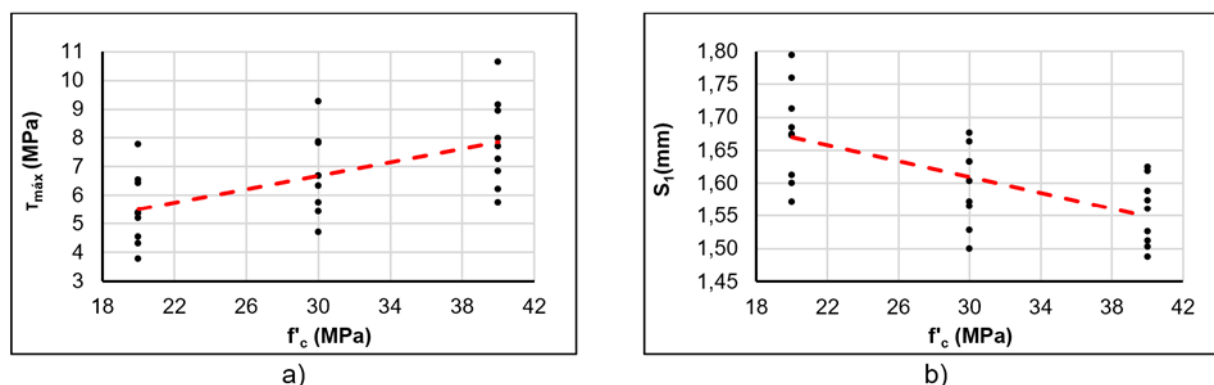 11
10
9
8
7
6
5
4
3
τmáx (MPa)
18 22 26 30 34 38 42
f'c (MPa)
a)
1,80
1,75
1,70
1,65
1,60
1,55
1,50
1,45
S1(mm)
18 22 26 30 34 38 42
f'c (MPa)
b)